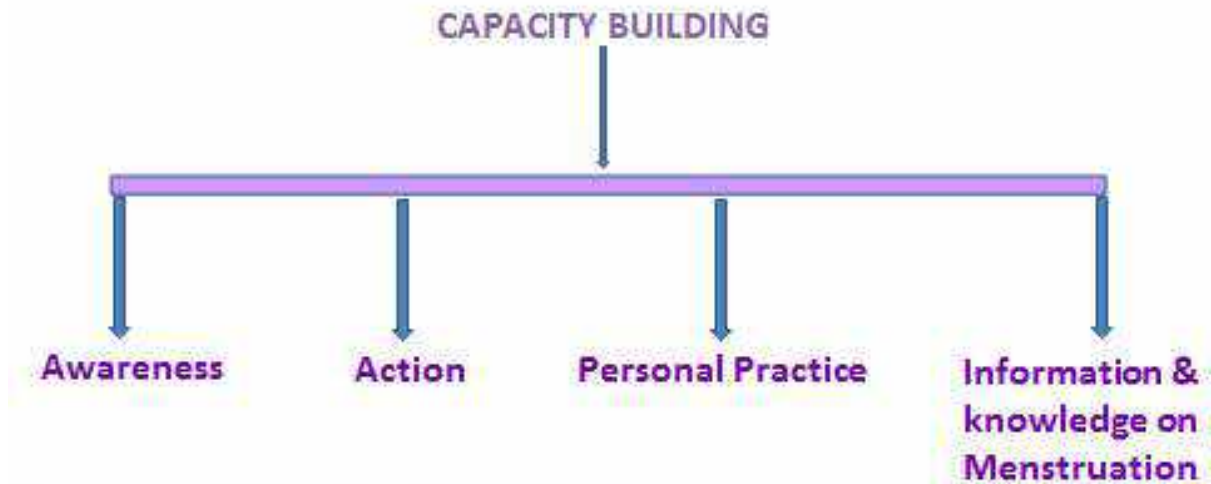 CAPACITY BUILDING
Awareness
Action
Personal Practice
Information &
knowledge on
Menstruation